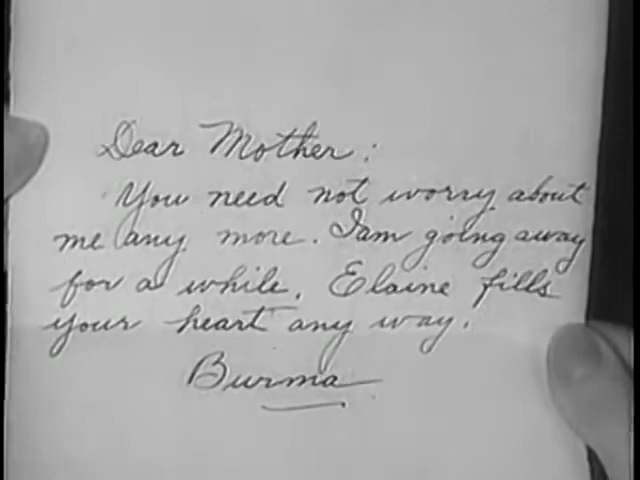 Dear Mother:
You need not worry about
me any more. I am going away
for a while. Elaine fills
your heart any way.
Burma